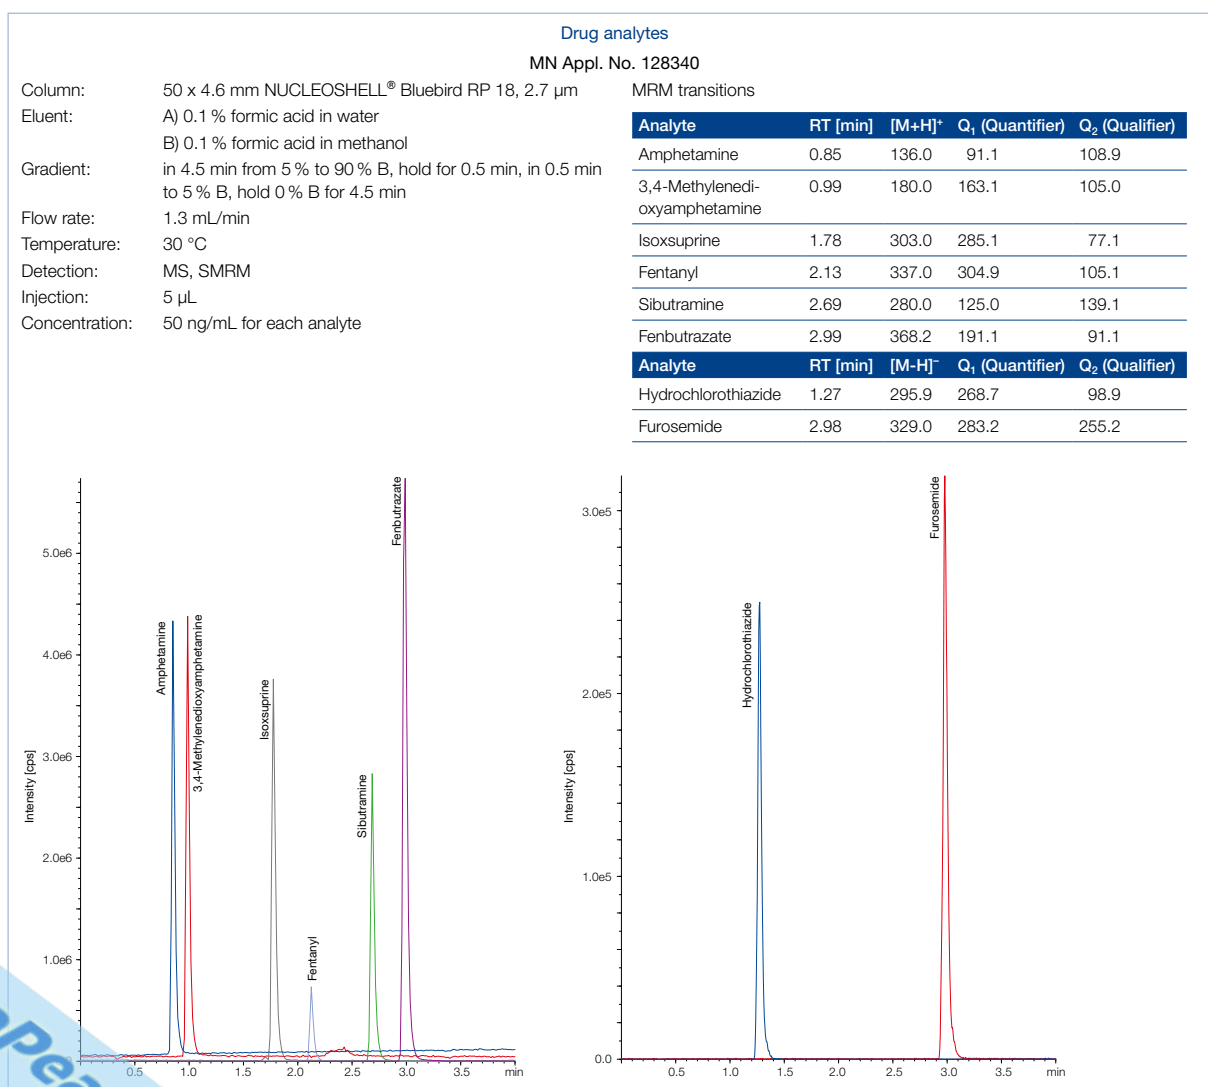 Drug analytes
MN Appl. No. 128340
Column: 50 x 4.6 mm NUCLEOSHELL® Bluebird RP 18, 2.7 µm
Eluent: A) 0.1 % formic acid in water
B) 0.1 % formic acid in methanol
Gradient: in 4.5 min from 5 % to 90 % B, hold for 0.5 min, in 0.5 min
to 5 % B, hold 0 % B for 4.5 min
Flow rate: 1.3 mL/min
Temperature: 30 °C
Detection: MS, SMRM
Injection: 5 µL
Concentration: 50 ng/mL for each analyte
MRM transitions
Analyte RT [min] [M+H]⁺ Q₁ (Quantifier) Q₂ (Qualifier)
Amphetamine 0.85 136.0 91.1 108.9
3,4-Methylenedi-
oxyamphetamine 0.99 180.0 163.1 105.0
Isoxsuprine 1.78 303.0 285.1 77.1
Fentanyl 2.13 337.0 304.9 105.1
Sibutramine 2.69 280.0 125.0 139.1
Fenbutrazate 2.99 368.2 191.1 91.1
Analyte RT [min] [M-H]⁻ Q₁ (Quantifier) Q₂ (Qualifier)
Hydrochlorothiazide 1.27 295.9 268.7 98.9
Furosemide 2.98 329.0 283.2 255.2
Intensity [cps]
5.0e6
4.0e6
3.0e6
2.0e6
1.0e6
Amphetamine
3,4-Methylenedioxyamphetamine
Isoxsuprine
Fentanyl
Sibutramine
Fenbutrazate
0.5 1.0 1.5 2.0 2.5 3.0 3.5 min
Intensity [cps]
3.0e5
2.0e5
1.0e5
0.0
Hydrochlorothiazide
Furosemide
0.5 1.0 1.5 2.0 2.5 3.0 3.5 min